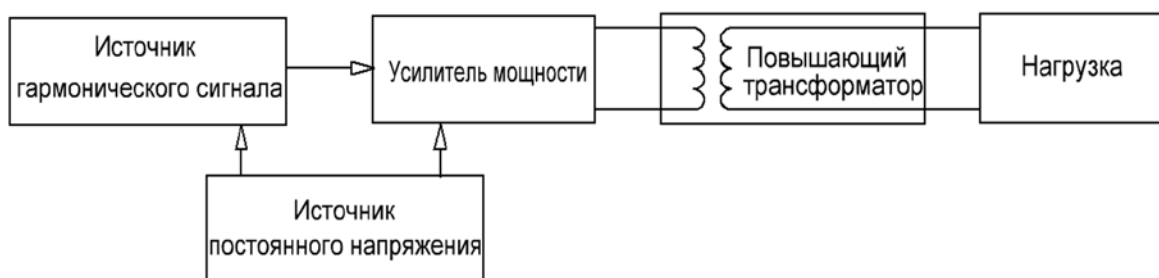 Источник
гармонического сигнала
Усилитель мощности
Повышающий
трансформатор
Нагрузка
Источник
постоянного напряжения